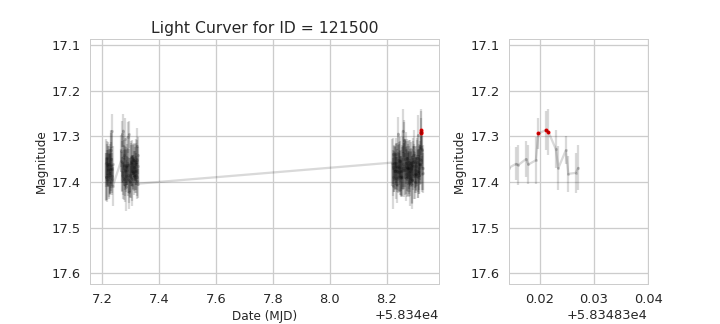 Light Curver for ID = 121500
Magnitude
17.1
17.2
17.3
17.4
17.5
17.6
7.2 7.4 7.6 7.8 8.0 8.2
Date (MJD)
+5.834e4
Magnitude
17.1
17.2
17.3
17.4
17.5
17.6
0.02 0.03 0.04
+5.83483e4